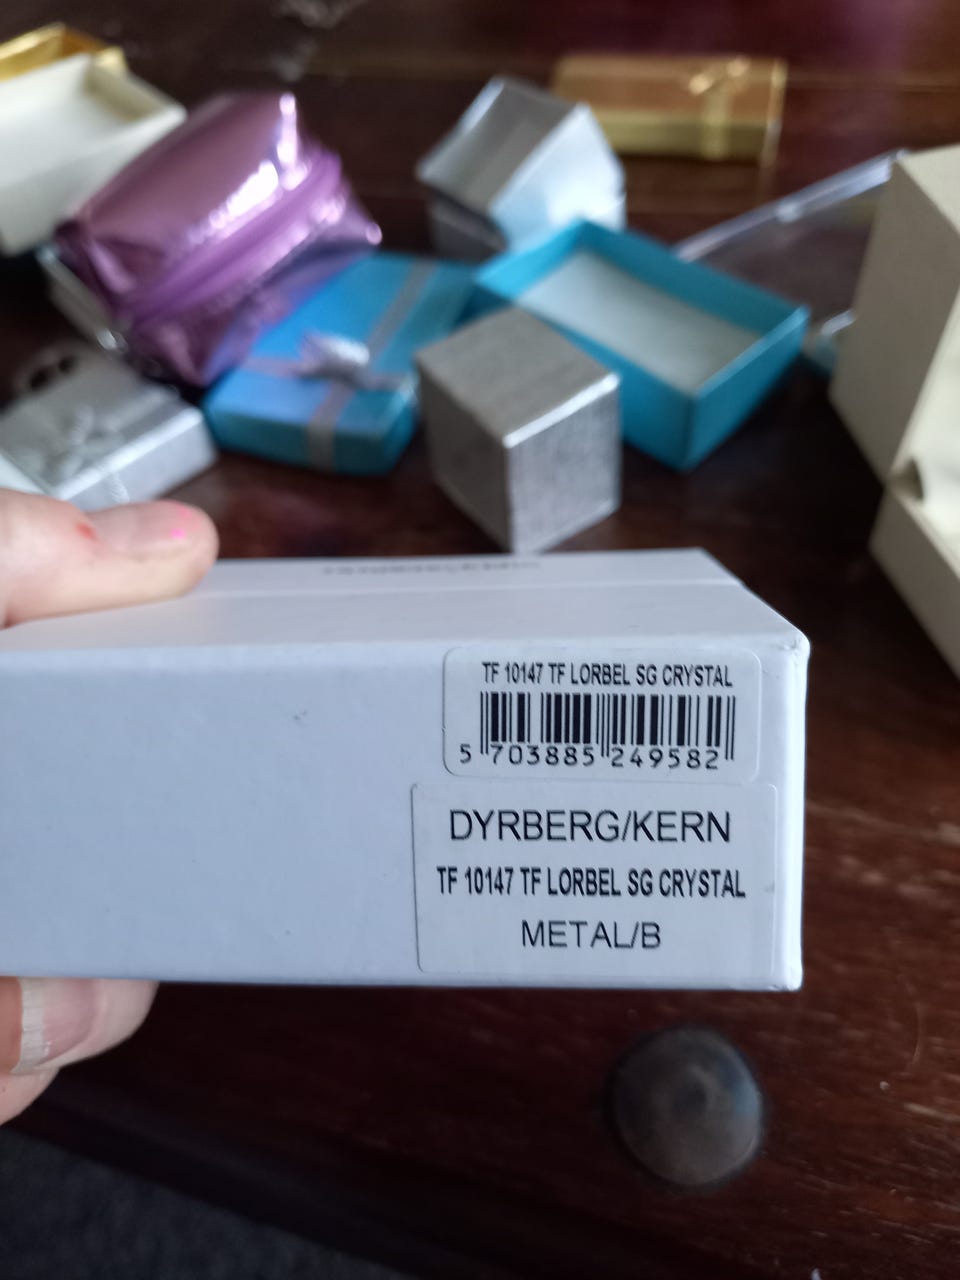 TF 10147 TF LORBEL SG CRYSTAL
5 703885 249582
DYRBERG/KERN
TF 10147 TF LORBEL SG CRYSTAL
METAL/B